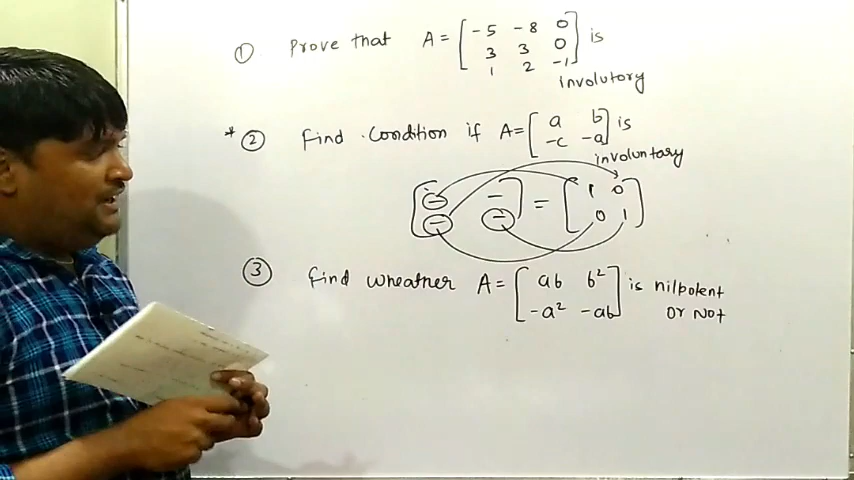 ① Prove that A = [ -5 -8 0
3 3 0
1 2 -1 ] is
involutory
* ② Find Condition if A = [ a b
-c -a ] is
involuntary
[ - -
- - ] = [ 1 0
0 1 ]
③ Find wheather A = [ ab b²
-a² -ab ] is nilpotent
or Not